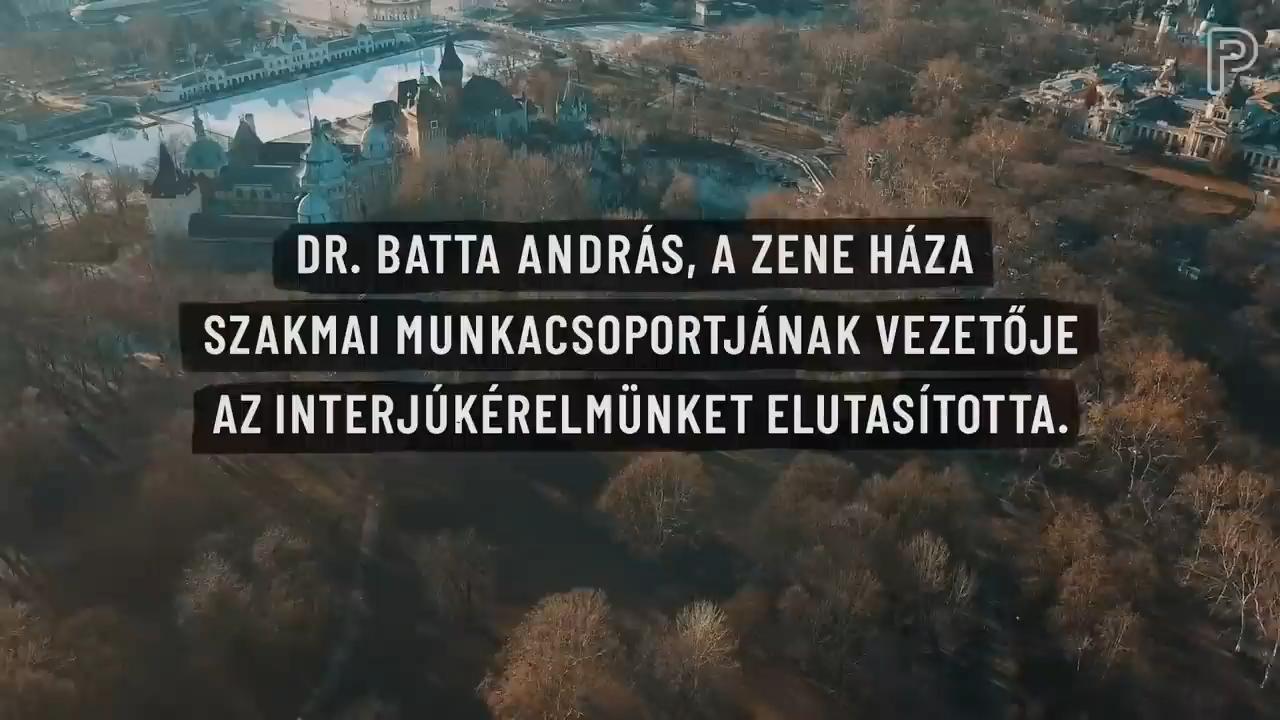 P
DR. BATTA ANDRÁS, A ZENE HÁZA
SZAKMAI MUNKACSOPORTJÁNAK VEZETŐJE
AZ INTERJÚKÉRELMÜNKET ELUTASÍTOTTA.